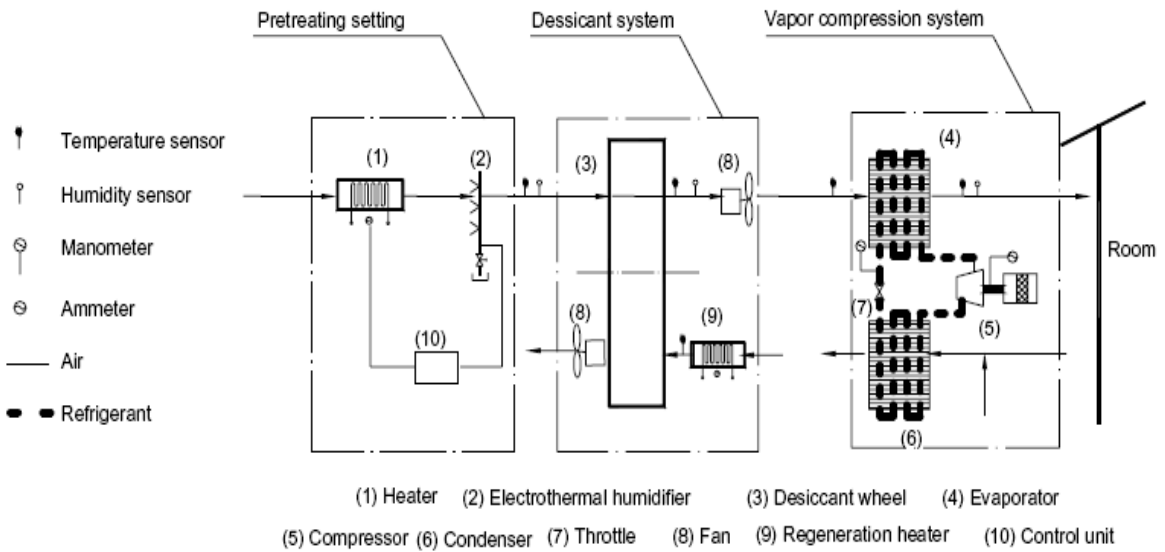 Pretreating setting
Dessicant system
Vapor compression system
Temperature sensor
Humidity sensor
Manometer
Ammeter
Air
Refrigerant
(1)
(2)
(3)
(8)
(4)
Room
(7)
(5)
(8)
(9)
(10)
(6)
(1) Heater (2) Electrothermal humidifier (3) Desiccant wheel (4) Evaporator
(5) Compressor (6) Condenser (7) Throttle (8) Fan (9) Regeneration heater (10) Control unit